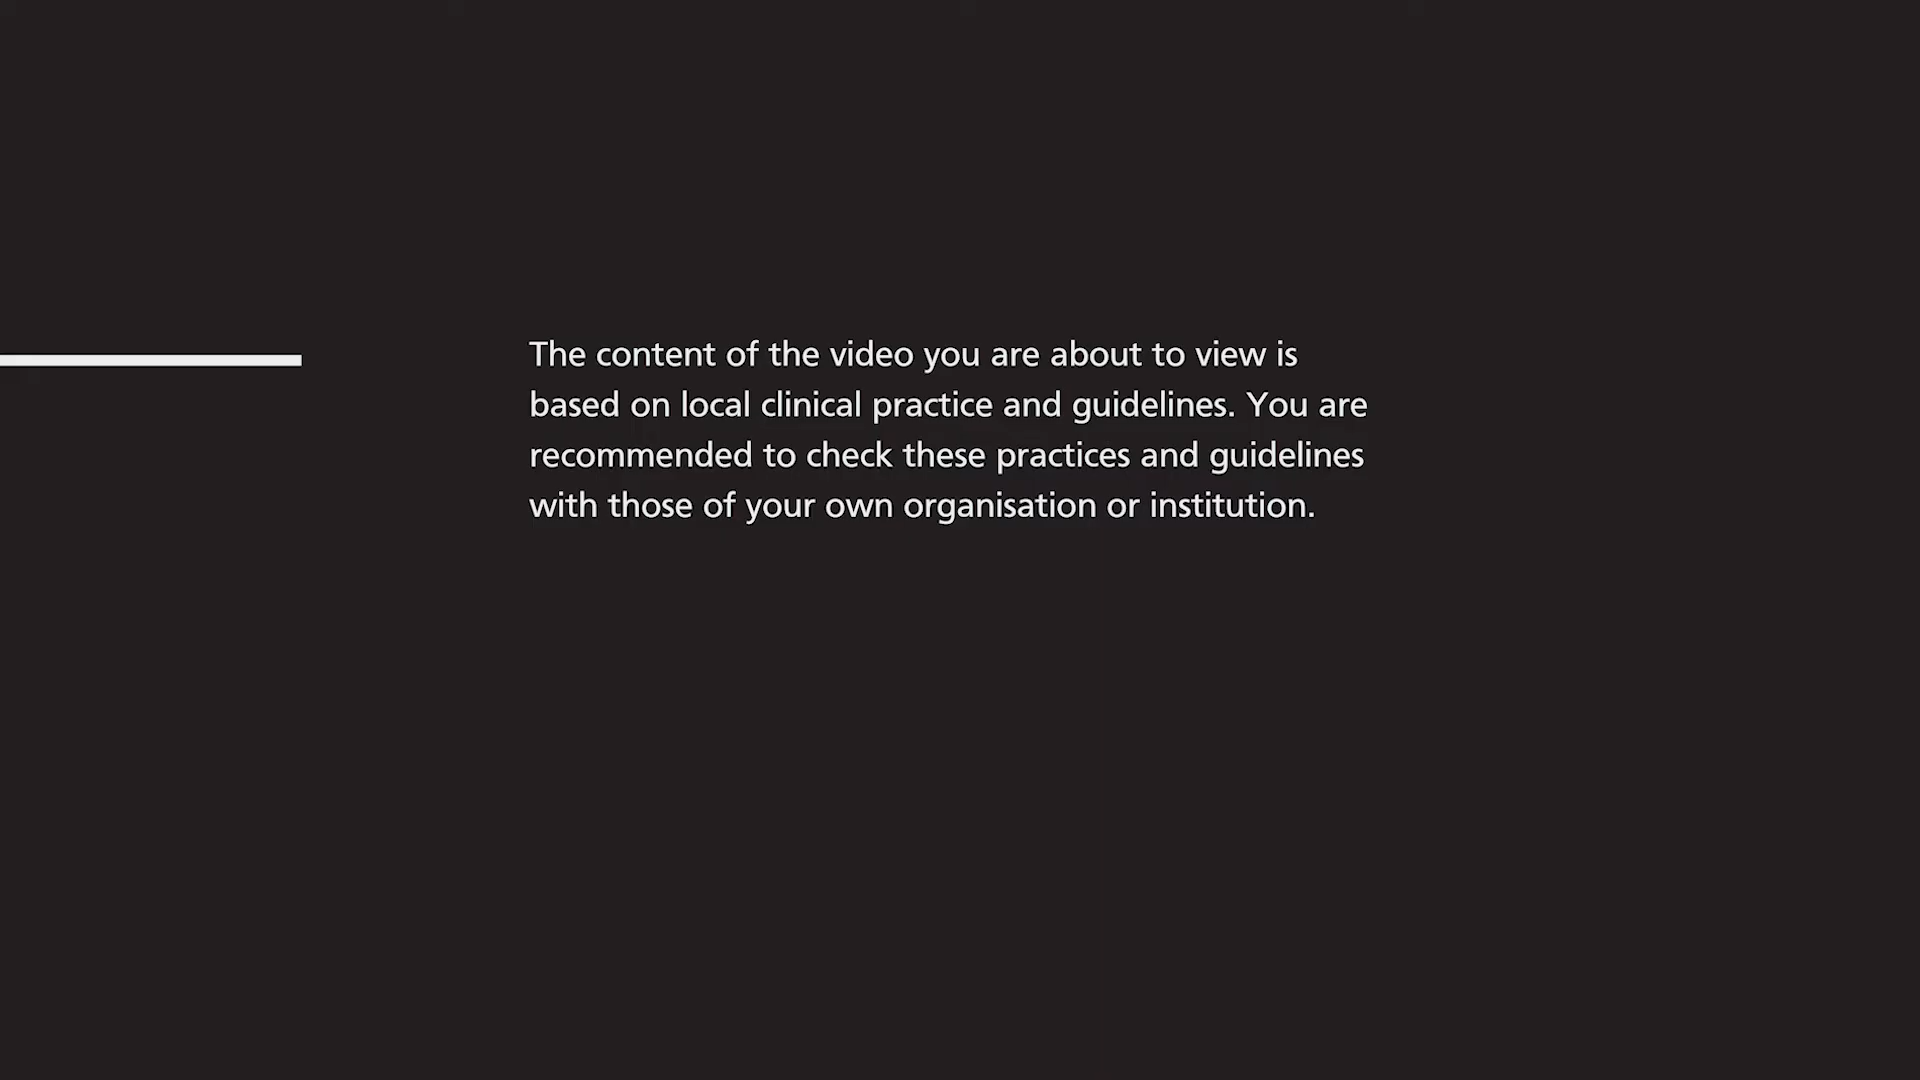 The content of the video you are about to view is
based on local clinical practice and guidelines. You are
recommended to check these practices and guidelines
with those of your own organisation or institution.